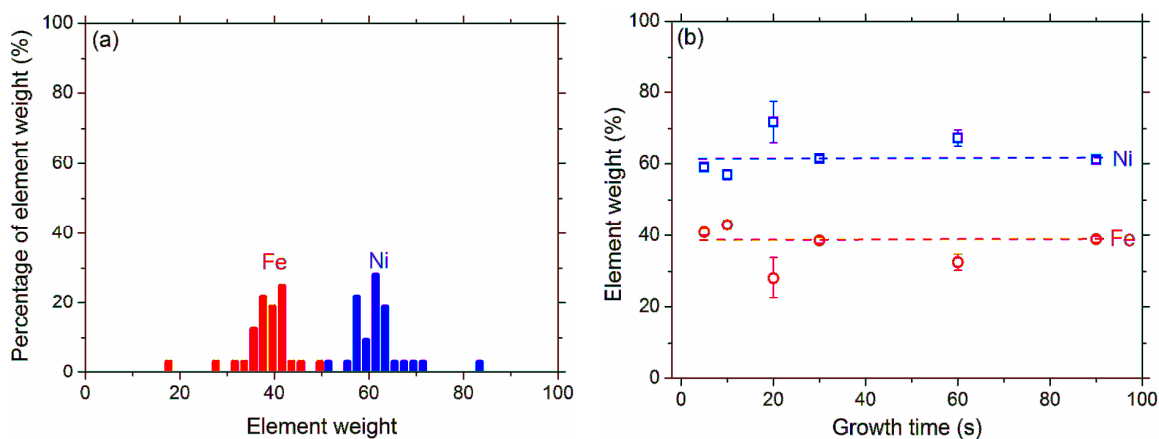 (a)
Percentage of element weight (%)
100
80
60
40
20
0
Fe
Ni
0 20 40 60 80 100
Element weight
(b)
Element weight (%)
100
80
60
40
20
0
Ni
Fe
0 20 40 60 80 100
Growth time (s)